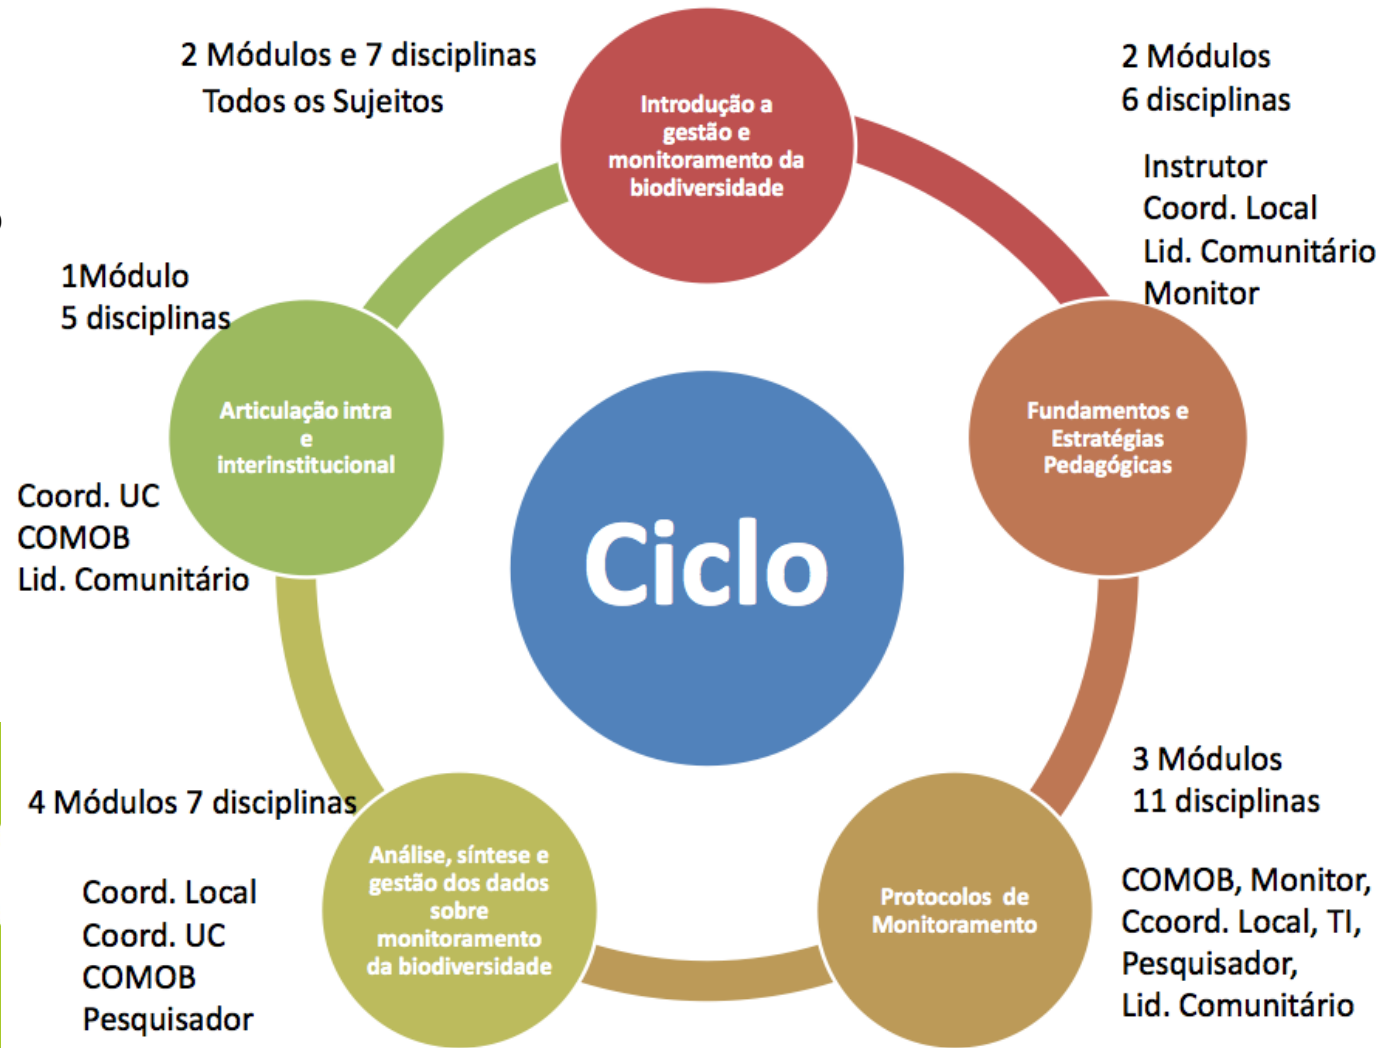 2 Módulos e 7 disciplinas
Todos os Sujeitos
Introdução a
gestão e
monitoramento da
biodiversidade
2 Módulos
6 disciplinas
Instrutor
Coord. Local
Lid. Comunitário
Monitor
Fundamentos e
Estratégias
Pedagógicas
3 Módulos
11 disciplinas
COMOB, Monitor,
Ccoord. Local, TI,
Pesquisador,
Lid. Comunitário
Protocolos de
Monitoramento
4 Módulos 7 disciplinas
Análise, síntese e
gestão dos dados
sobre
monitoramento
da biodiversidade
Coord. Local
Coord. UC
COMOB
Pesquisador
1Módulo
5 disciplinas
Articulação intra
e
interinstitucional
Coord. UC
COMOB
Lid. Comunitário
Ciclo